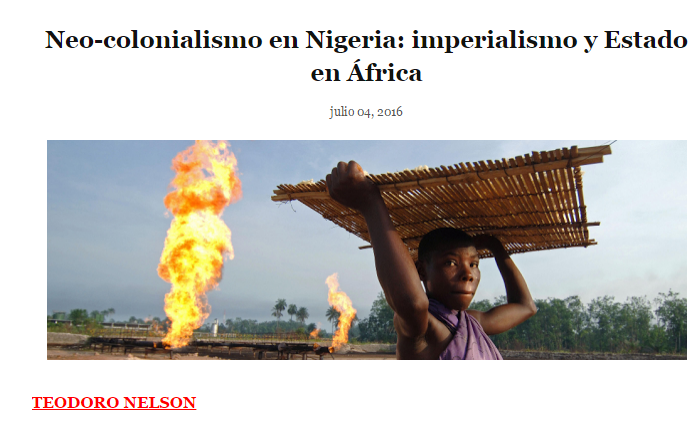 Neo-colonialismo en Nigeria: imperialismo y Estado
en África
julio 04, 2016
TEODORO NELSON